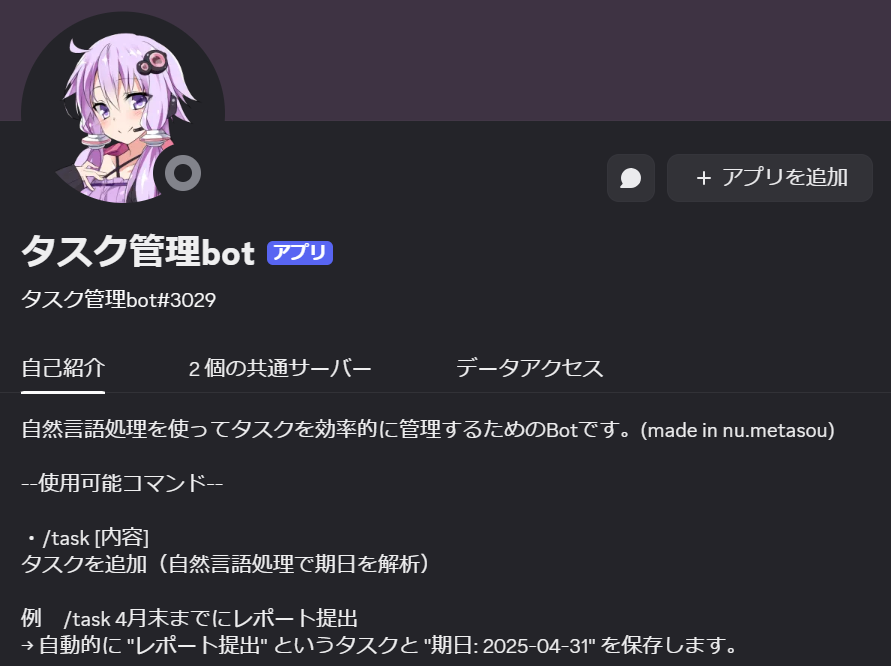 + アプリを追加
タスク管理bot アプリ
タスク管理bot#3029
自己紹介 2 個の共通サーバー データアクセス
自然言語処理を使ってタスクを効率的に管理するためのBotです。(made in nu.metasou)
--使用可能コマンド--
・/task [内容]
タスクを追加（自然言語処理で期日を解析）
例　/task 4月末までにレポート提出
→ 自動的に "レポート提出" というタスクと "期日: 2025-04-31" を保存します。